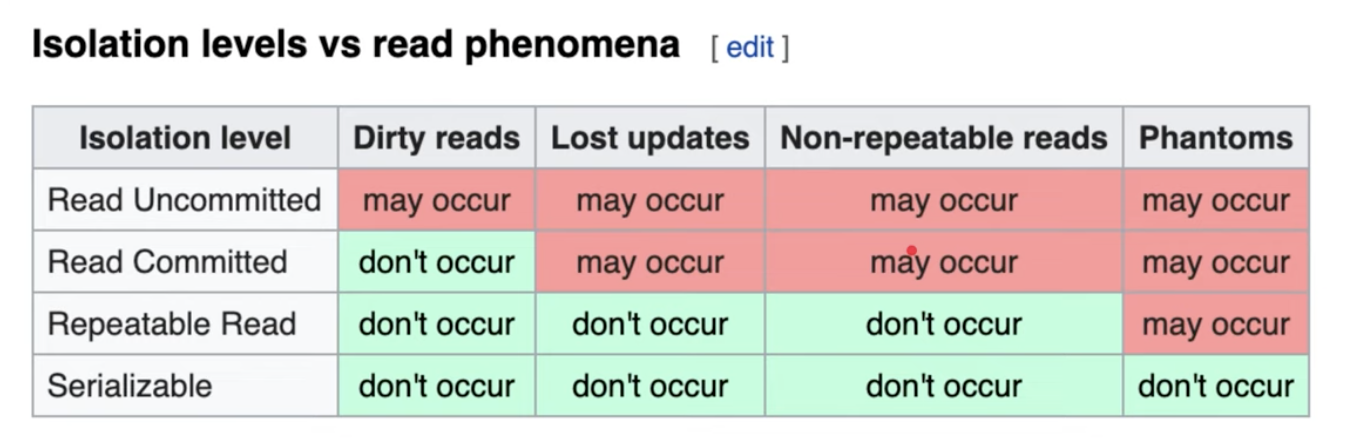 Isolation levels vs read phenomena [ edit ]
Isolation level Dirty reads Lost updates Non-repeatable reads Phantoms
Read Uncommitted may occur may occur may occur may occur
Read Committed don't occur may occur may occur may occur
Repeatable Read don't occur don't occur don't occur may occur
Serializable don't occur don't occur don't occur don't occur